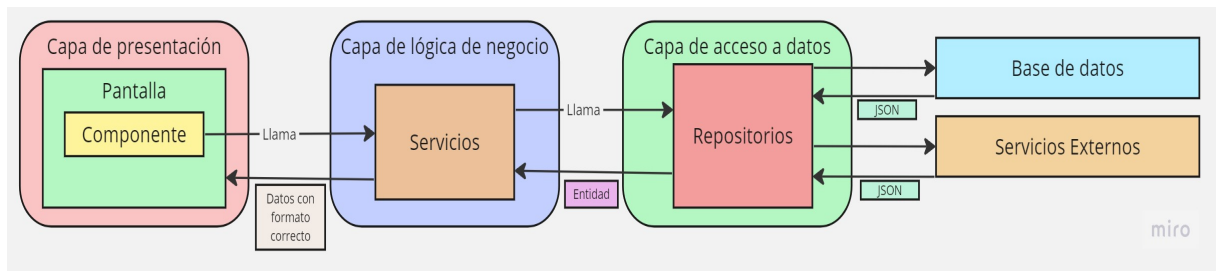 Capa de presentación
Pantalla
Componente
Llama
Datos con
formato
correcto
Capa de lógica de negocio
Servicios
Llama
Entidad
Capa de acceso a datos
Repositorios
Base de datos
JSON
Servicios Externos
JSON
miro